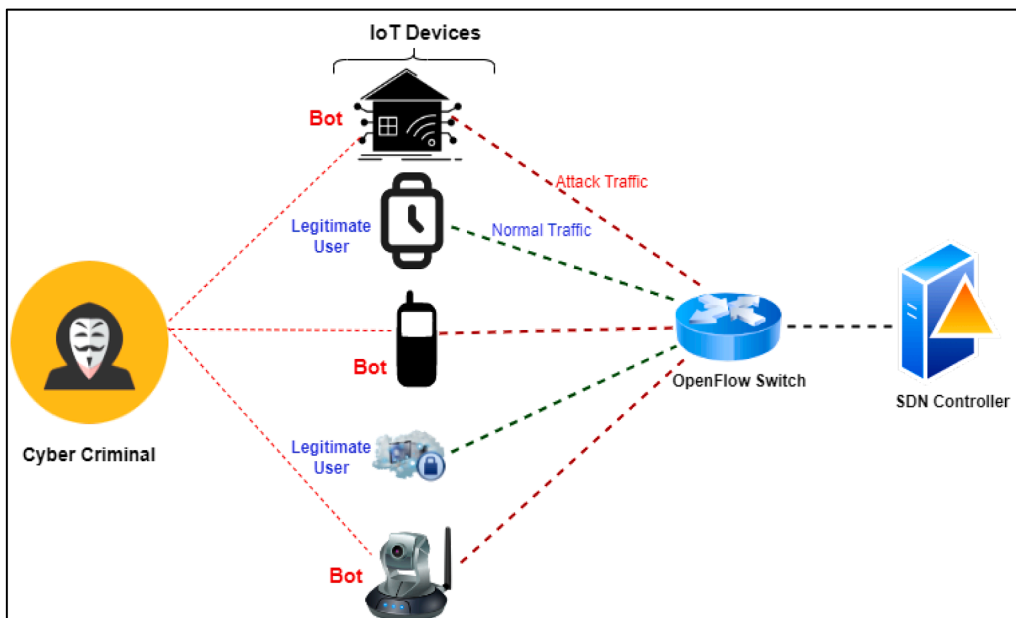 IoT Devices
Bot
Attack Traffic
Legitimate
User
Normal Traffic
Bot
OpenFlow Switch
SDN Controller
Legitimate
User
Cyber Criminal
Bot